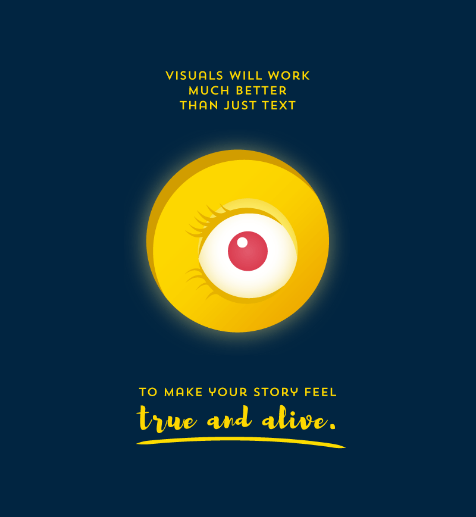 VISUALS WILL WORK
MUCH BETTER
THAN JUST TEXT
TO MAKE YOUR STORY FEEL
true and alive.